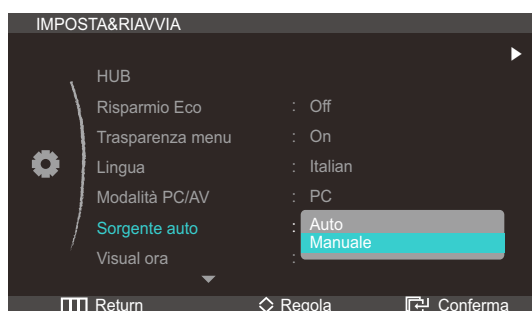 IMPOSTA&RIAVVIA
HUB
Risparmio Eco : Off
Trasparenza menu : On
Lingua : Italian
Modalità PC/AV : PC
Sorgente auto : Auto
Manuale
Visual ora :
Return Regola Conferma